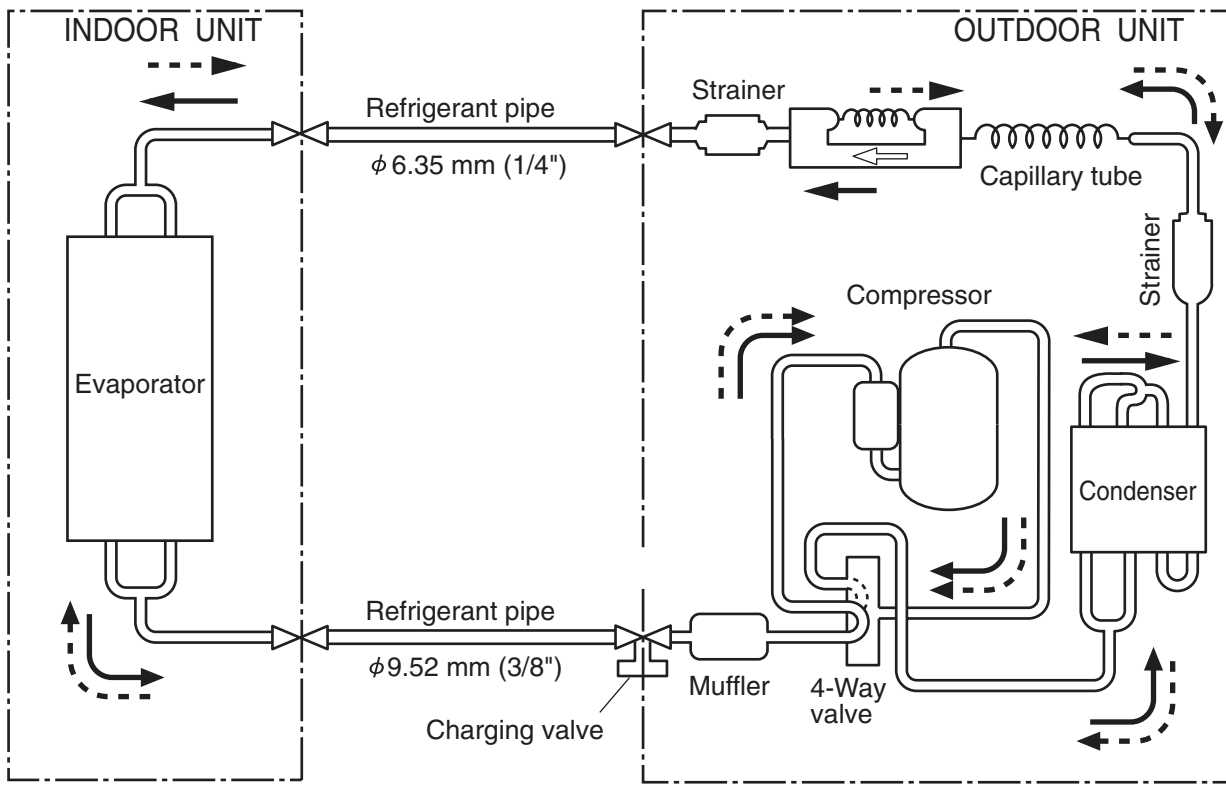 INDOOR UNIT
OUTDOOR UNIT
Refrigerant pipe
ϕ6.35 mm (1/4")
Strainer
Capillary tube
Strainer
Compressor
Evaporator
Condenser
Refrigerant pipe
ϕ9.52 mm (3/8")
Muffler
4-Way
valve
Charging valve